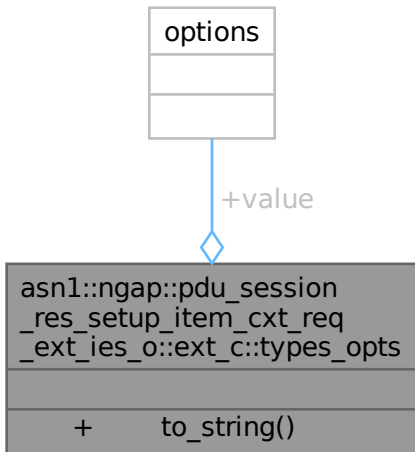 options
+value
asn1::ngap::pdu_session
_res_setup_item_cxt_req
_ext_ies_o::ext_c::types_opts
+ to_string()